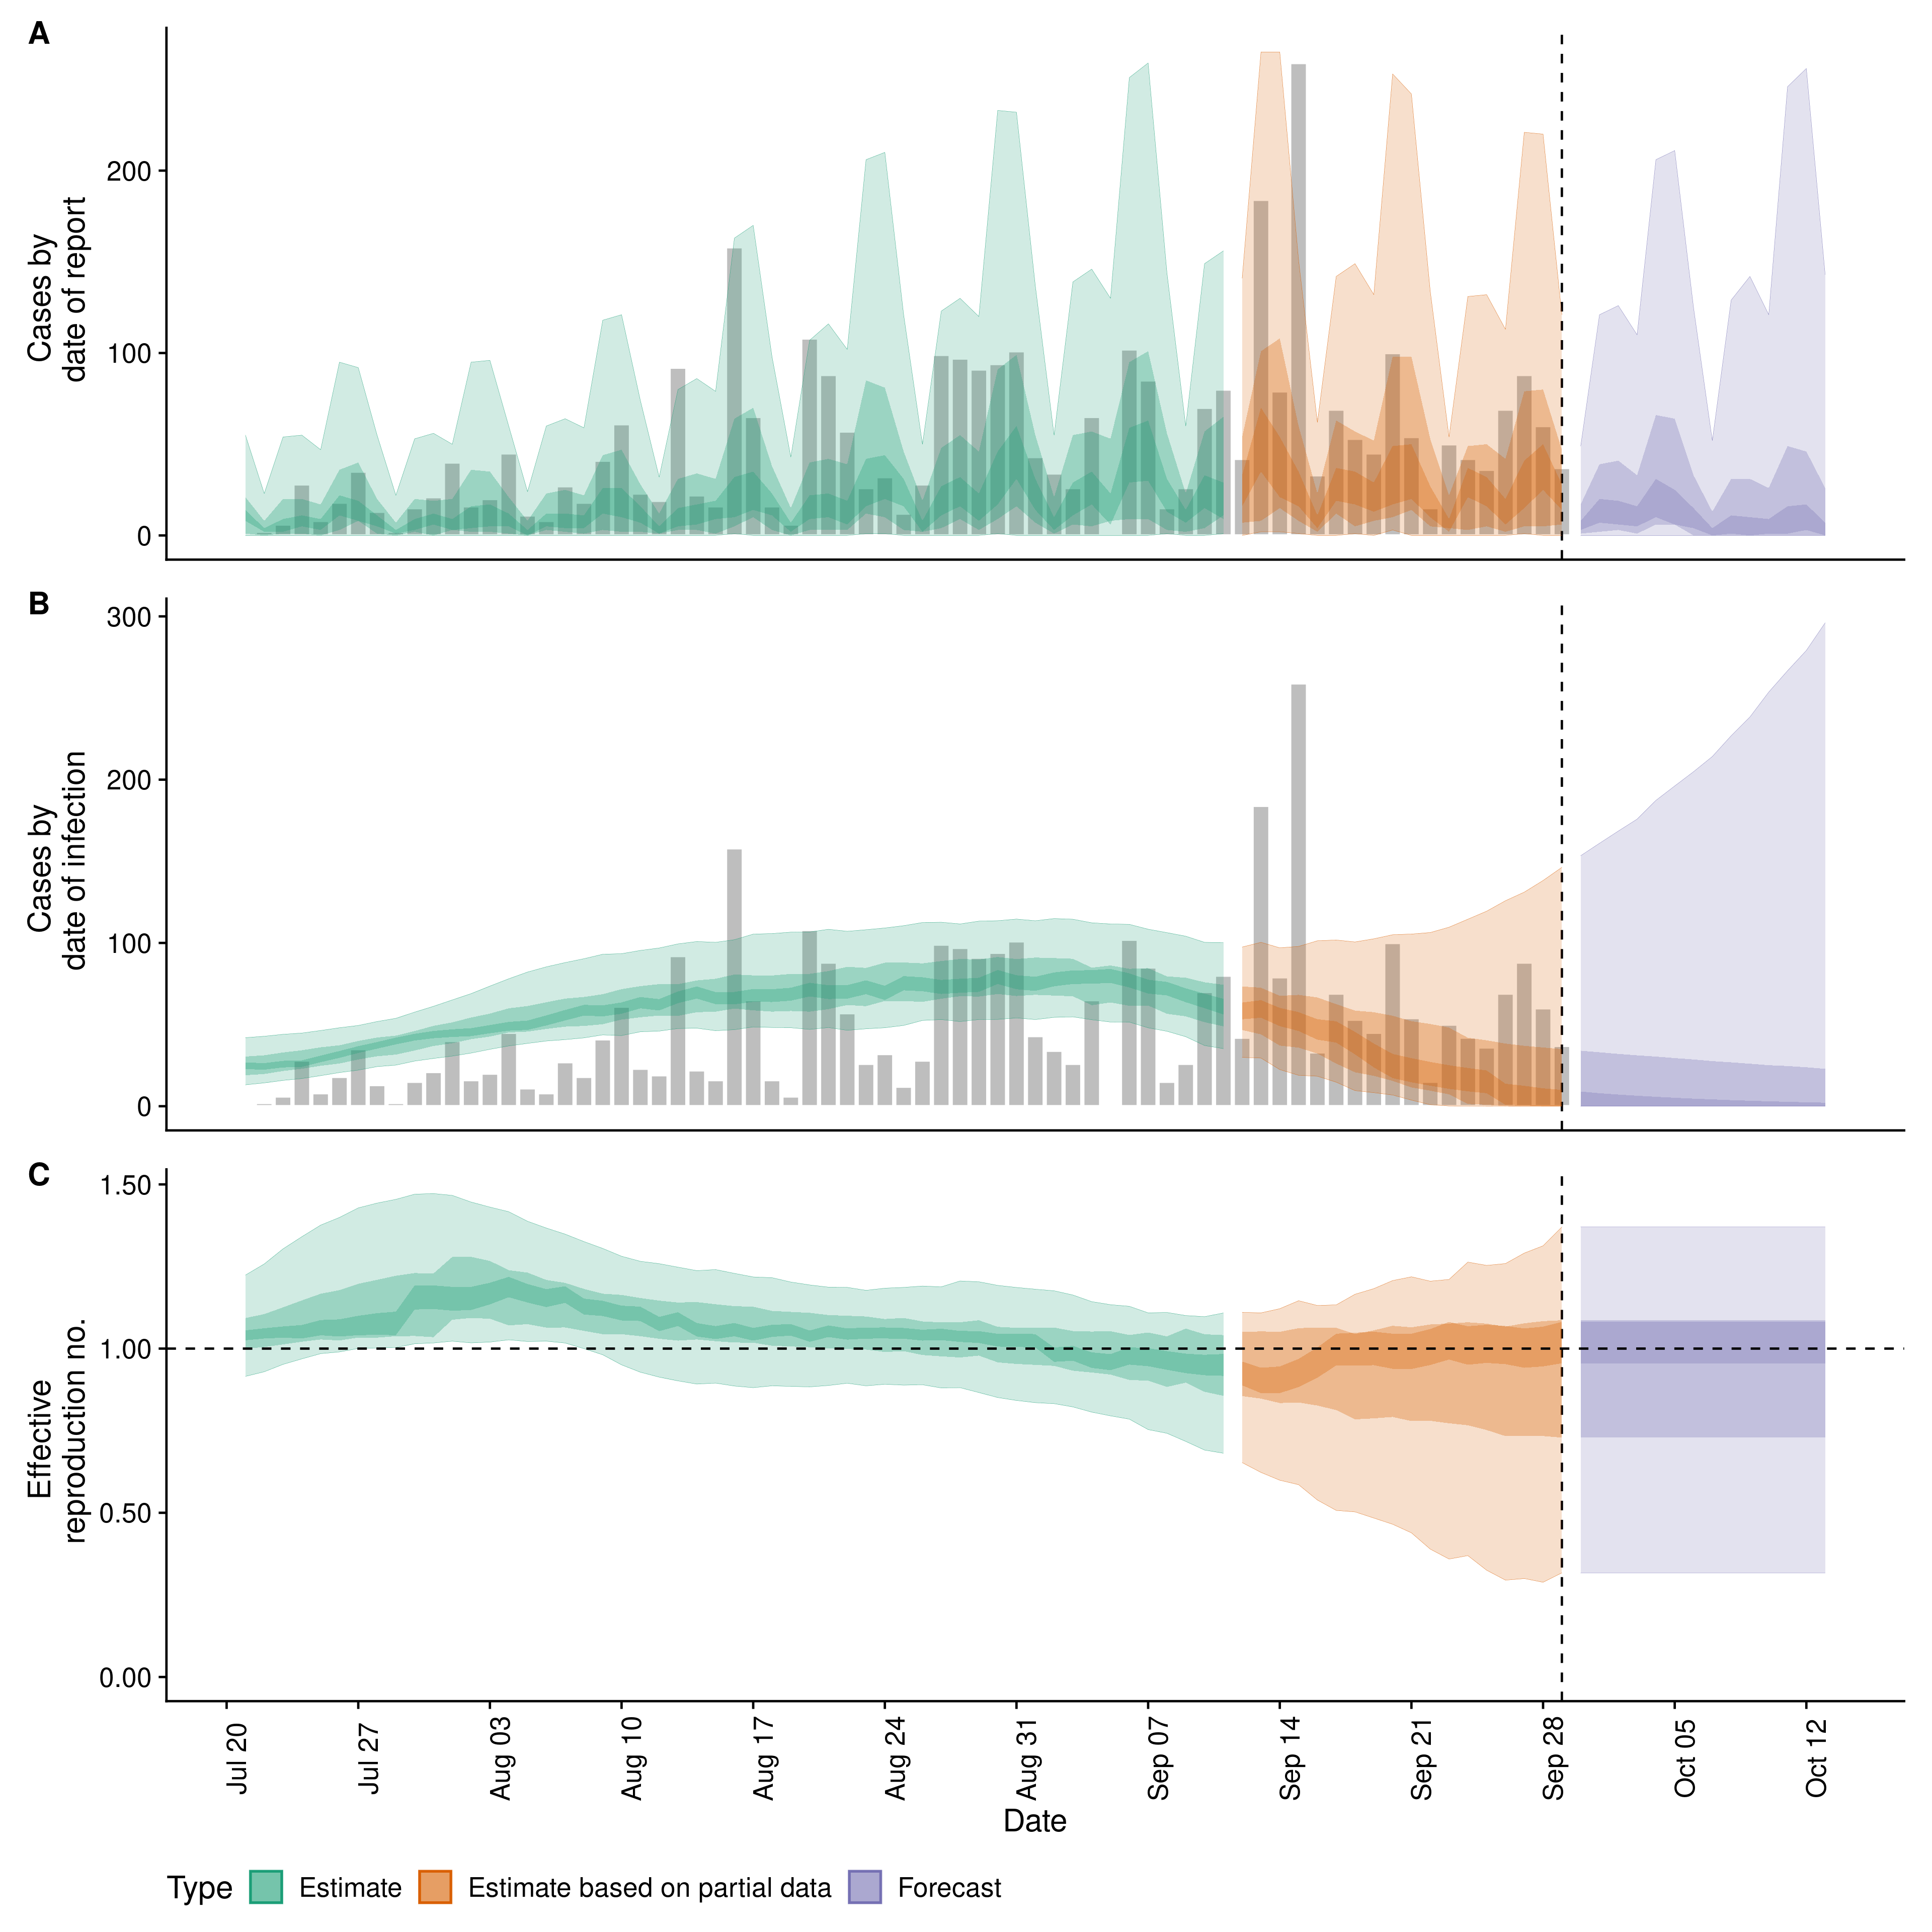 A
Cases by
date of report
200
100
0
B
Cases by
date of infection
300
200
100
0
C
Effective
reproduction no.
1.50
1.00
0.50
0.00
Jul 20
Jul 27
Aug 03
Aug 10
Aug 17
Aug 24
Aug 31
Sep 07
Sep 14
Sep 21
Sep 28
Oct 05
Oct 12
Date
Type Estimate Estimate based on partial data Forecast